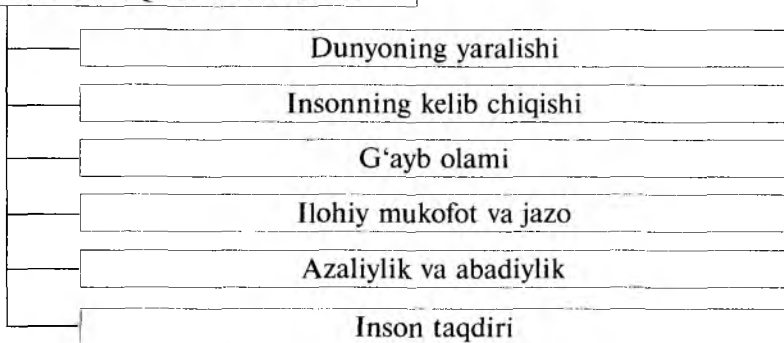 Dunyoning yaralishi
Insonning kelib chiqishi
G‘ayb olami
Ilohiy mukofot va jazo
Azaliylik va abadiylik
Inson taqdiri